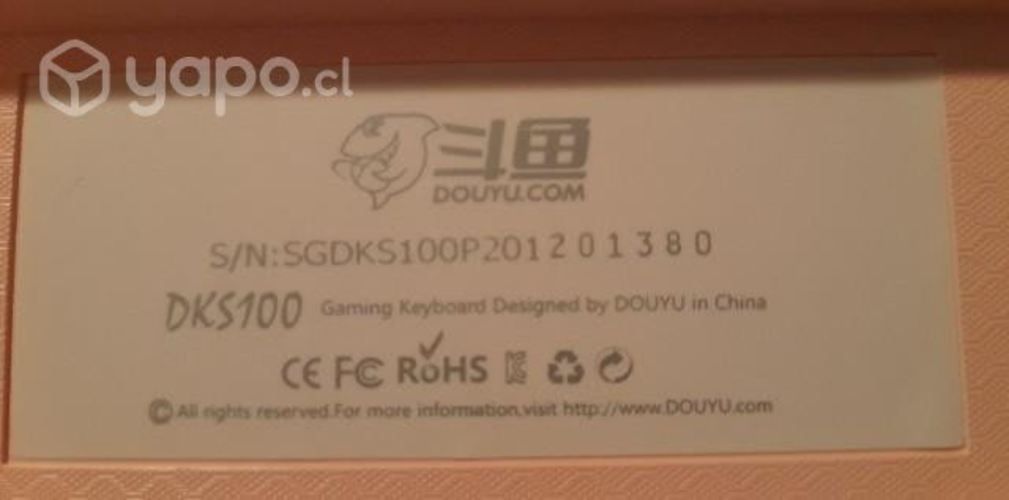 yapo.cl
斗鱼
DOUYU.COM
S/N:SGDKS100P201201380
DKS100 Gaming Keyboard Designed by DOUYU in China
CE FC RoHS
©All rights reserved.For more information,visit http://www.DOUYU.com